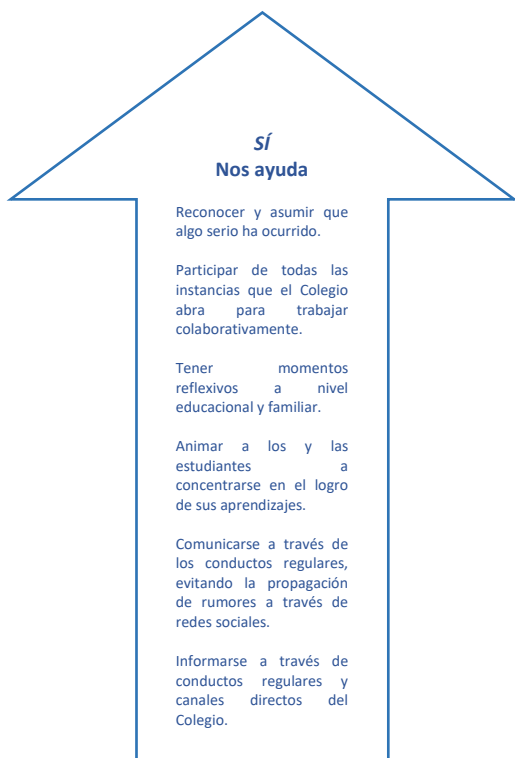 SÍ
Nos ayuda
Reconocer y asumir que
algo serio ha ocurrido.
Participar de todas las
instancias que el Colegio
abra para trabajar
colaborativamente.
Tener momentos
reflexivos a nivel
educacional y familiar.
Animar a los y las
estudiantes a
concentrarse en el logro
de sus aprendizajes.
Comunicarse a través de
los conductos regulares,
evitando la propagación
de rumores a través de
redes sociales.
Informarse a través de
conductos regulares y
canales directos del
Colegio.